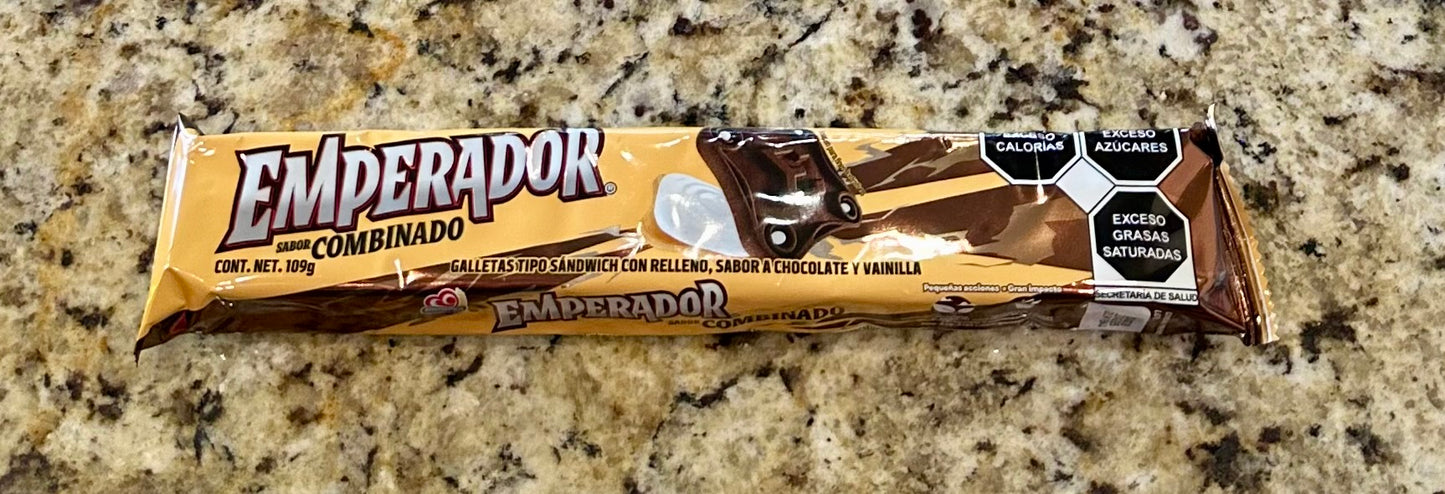 EMPERADOR®
SABOR COMBINADO
CONT. NET. 109g
GALLETAS TIPO SÁNDWICH CON RELLENO, SABOR A CHOCOLATE Y VAINILLA
EXCESO
CALORÍAS
EXCESO
AZÚCARES
EXCESO
GRASAS
SATURADAS
SECRETARÍA DE SALUD
EMPERADOR
SABOR COMBINADO
Pequeñas acciones • Gran impacto